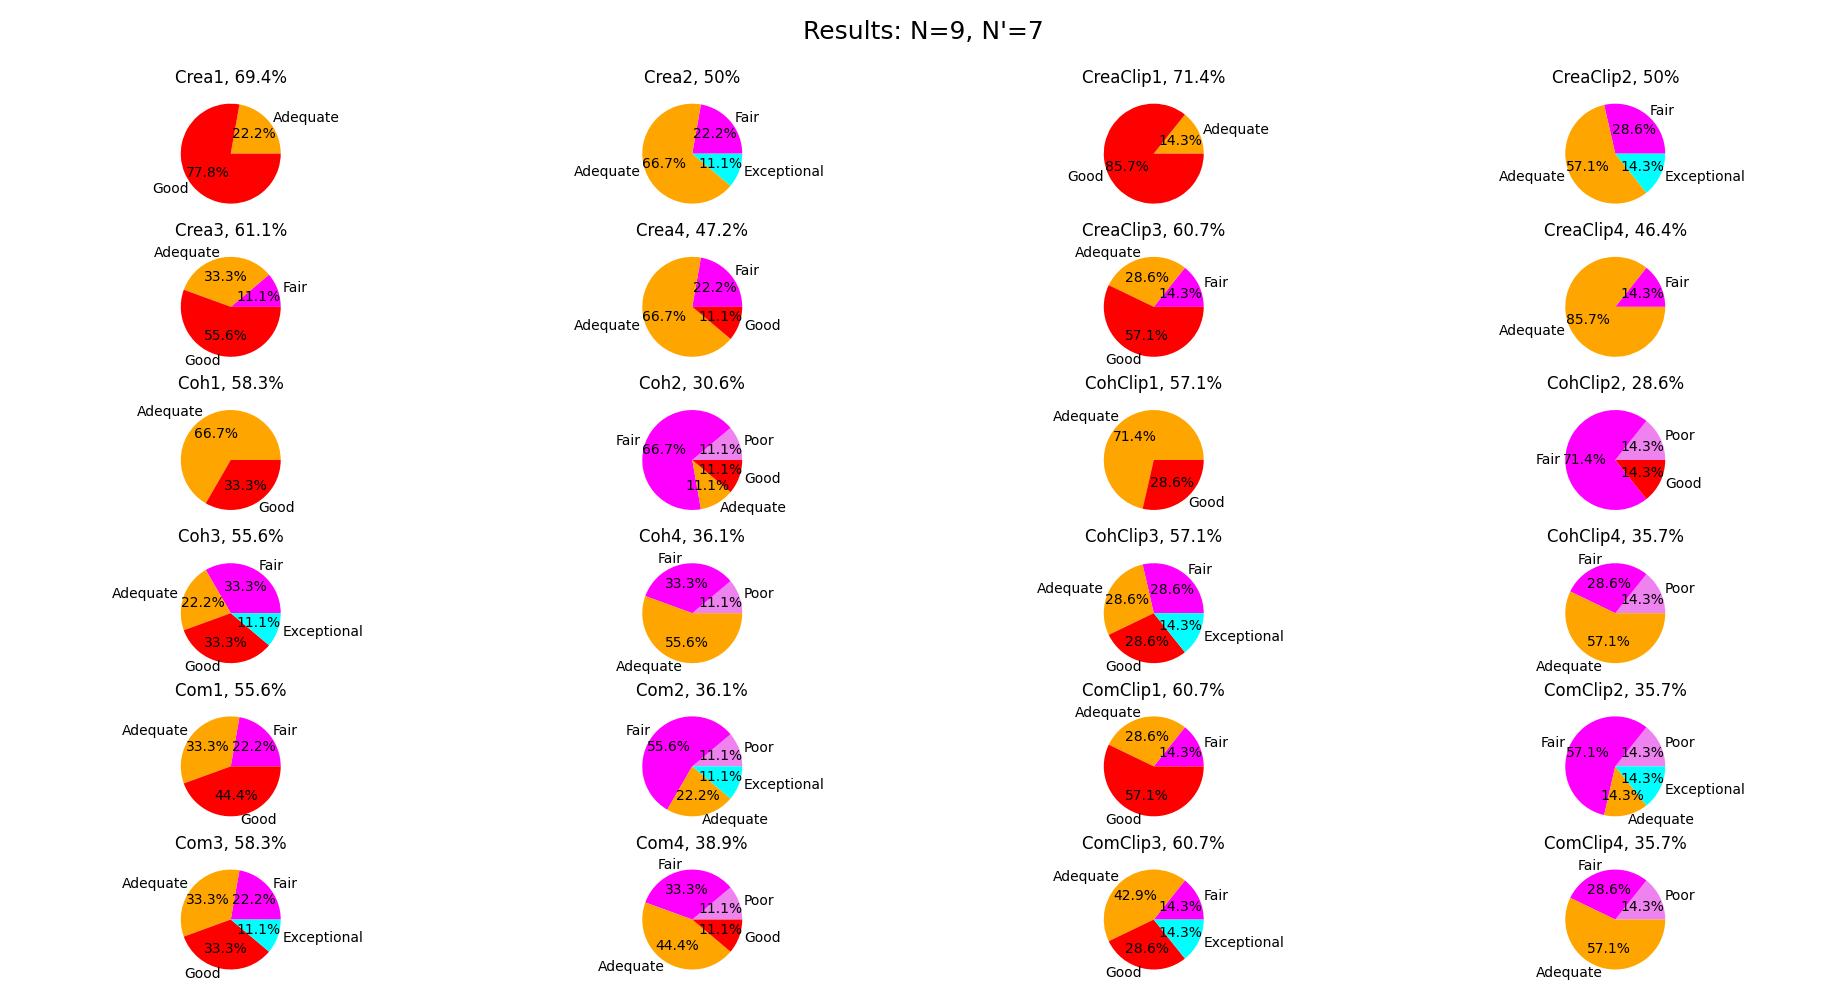 Results: N=9, N'=7
Crea1, 69.4%
Adequate
22.2%
77.8%
Good
Crea2, 50%
Fair
22.2%
66.7%
11.1%
Adequate
Exceptional
CreaClip1, 71.4%
Adequate
14.3%
85.7%
Good
CreaClip2, 50%
Fair
28.6%
57.1%
14.3%
Adequate
Exceptional
Crea3, 61.1%
Adequate
33.3%
Fair
11.1%
55.6%
Good
Crea4, 47.2%
Fair
22.2%
66.7%
11.1%
Adequate
Good
CreaClip3, 60.7%
Adequate
28.6%
Fair
14.3%
57.1%
Good
CreaClip4, 46.4%
Fair
14.3%
85.7%
Adequate
Coh1, 58.3%
Adequate
66.7%
33.3%
Good
Coh2, 30.6%
Fair
66.7%
Poor
11.1%
11.1%
Good
11.1%
Adequate
CohClip1, 57.1%
Adequate
71.4%
28.6%
Good
CohClip2, 28.6%
Poor
14.3%
Fair
71.4%
14.3%
Good
Coh3, 55.6%
Fair
33.3%
Adequate
22.2%
11.1%
Exceptional
33.3%
Good
Coh4, 36.1%
Fair
33.3%
Poor
11.1%
55.6%
Adequate
CohClip3, 57.1%
Fair
28.6%
Adequate
28.6%
14.3%
Exceptional
28.6%
Good
CohClip4, 35.7%
Fair
28.6%
Poor
14.3%
57.1%
Adequate
Com1, 55.6%
Adequate
33.3%
Fair
22.2%
44.4%
Good
Com2, 36.1%
Fair
55.6%
Poor
11.1%
11.1%
Exceptional
22.2%
Adequate
ComClip1, 60.7%
Adequate
28.6%
Fair
14.3%
57.1%
Good
ComClip2, 35.7%
Fair
57.1%
Poor
14.3%
14.3%
Exceptional
14.3%
Adequate
Com3, 58.3%
Adequate
33.3%
Fair
22.2%
11.1%
Exceptional
33.3%
Good
Com4, 38.9%
Fair
33.3%
Poor
11.1%
11.1%
Good
44.4%
Adequate
ComClip3, 60.7%
Adequate
42.9%
Fair
14.3%
14.3%
Exceptional
28.6%
Good
ComClip4, 35.7%
Fair
28.6%
Poor
14.3%
57.1%
Adequate